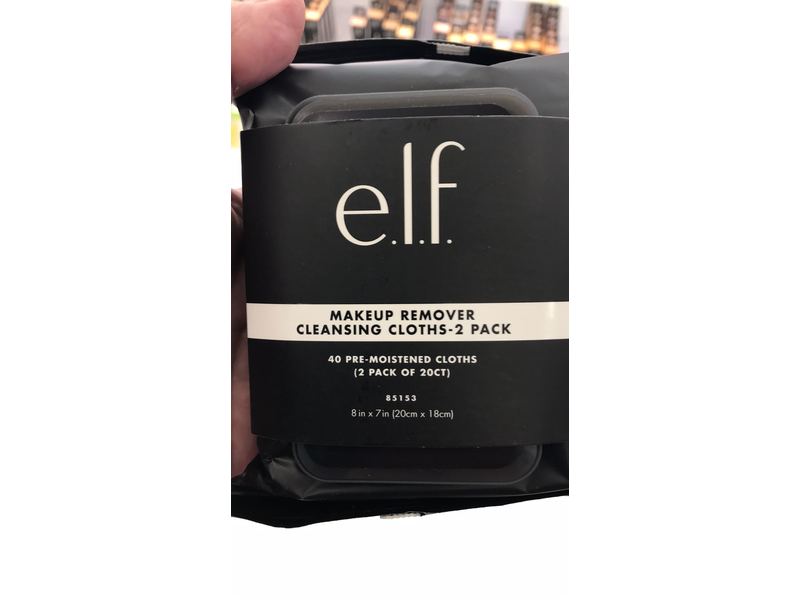 e.l.f.
MAKEUP REMOVER
CLEANSING CLOTHS-2 PACK
40 PRE-MOISTENED CLOTHS
(2 PACK OF 20CT)
85153
8 in x 7 in (20cm x 18cm)